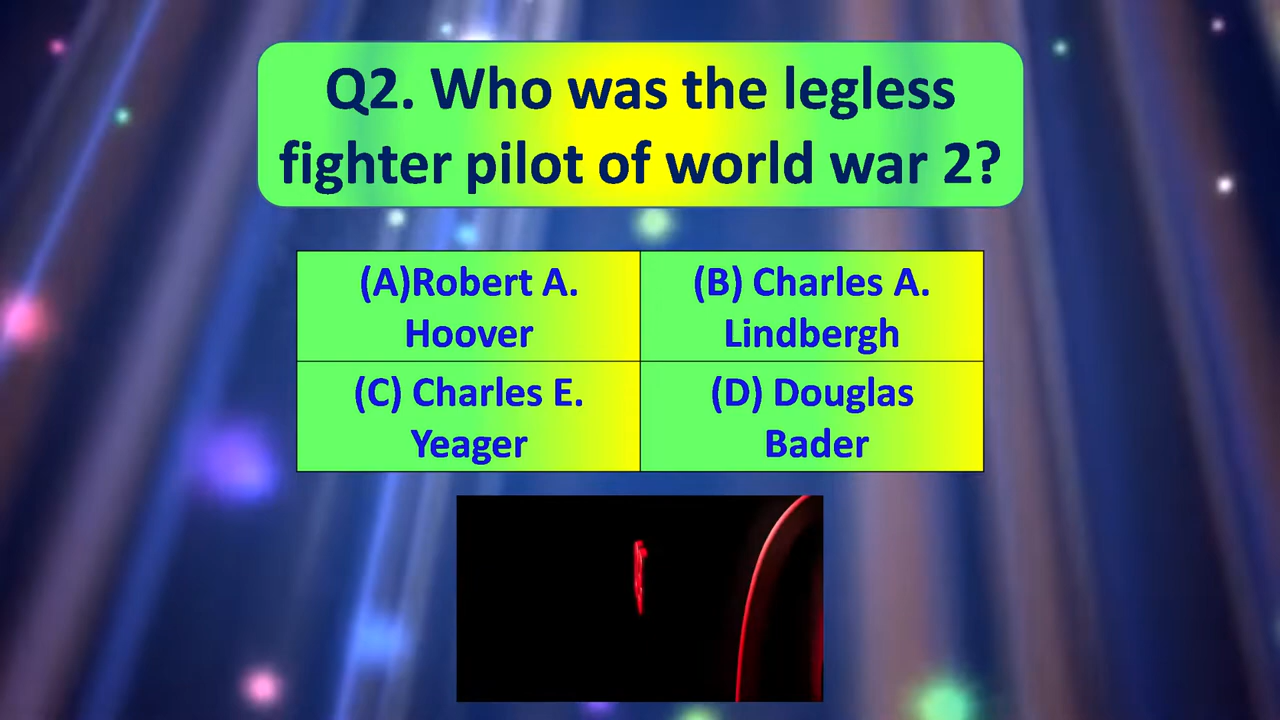 Q2. Who was the legless
fighter pilot of world war 2?
(A)Robert A.
Hoover
(B) Charles A.
Lindbergh
(C) Charles E.
Yeager
(D) Douglas
Bader